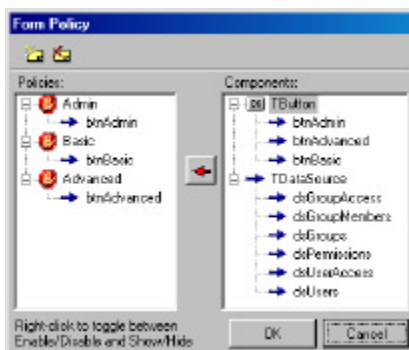 Form Policy
Policies:
Admin
btnAdmin
Basic
btnBasic
Advanced
btnAdvanced
Components:
OK TButton
btnAdmin
btnAdvanced
btnBasic
TDataSource
dsGroupAccess
dsGroupMembers
dsGroups
dsPermissions
dsUserAccess
dsUsers
Right-click to toggle between
Enable/Disable and Show/Hide
OK
Cancel